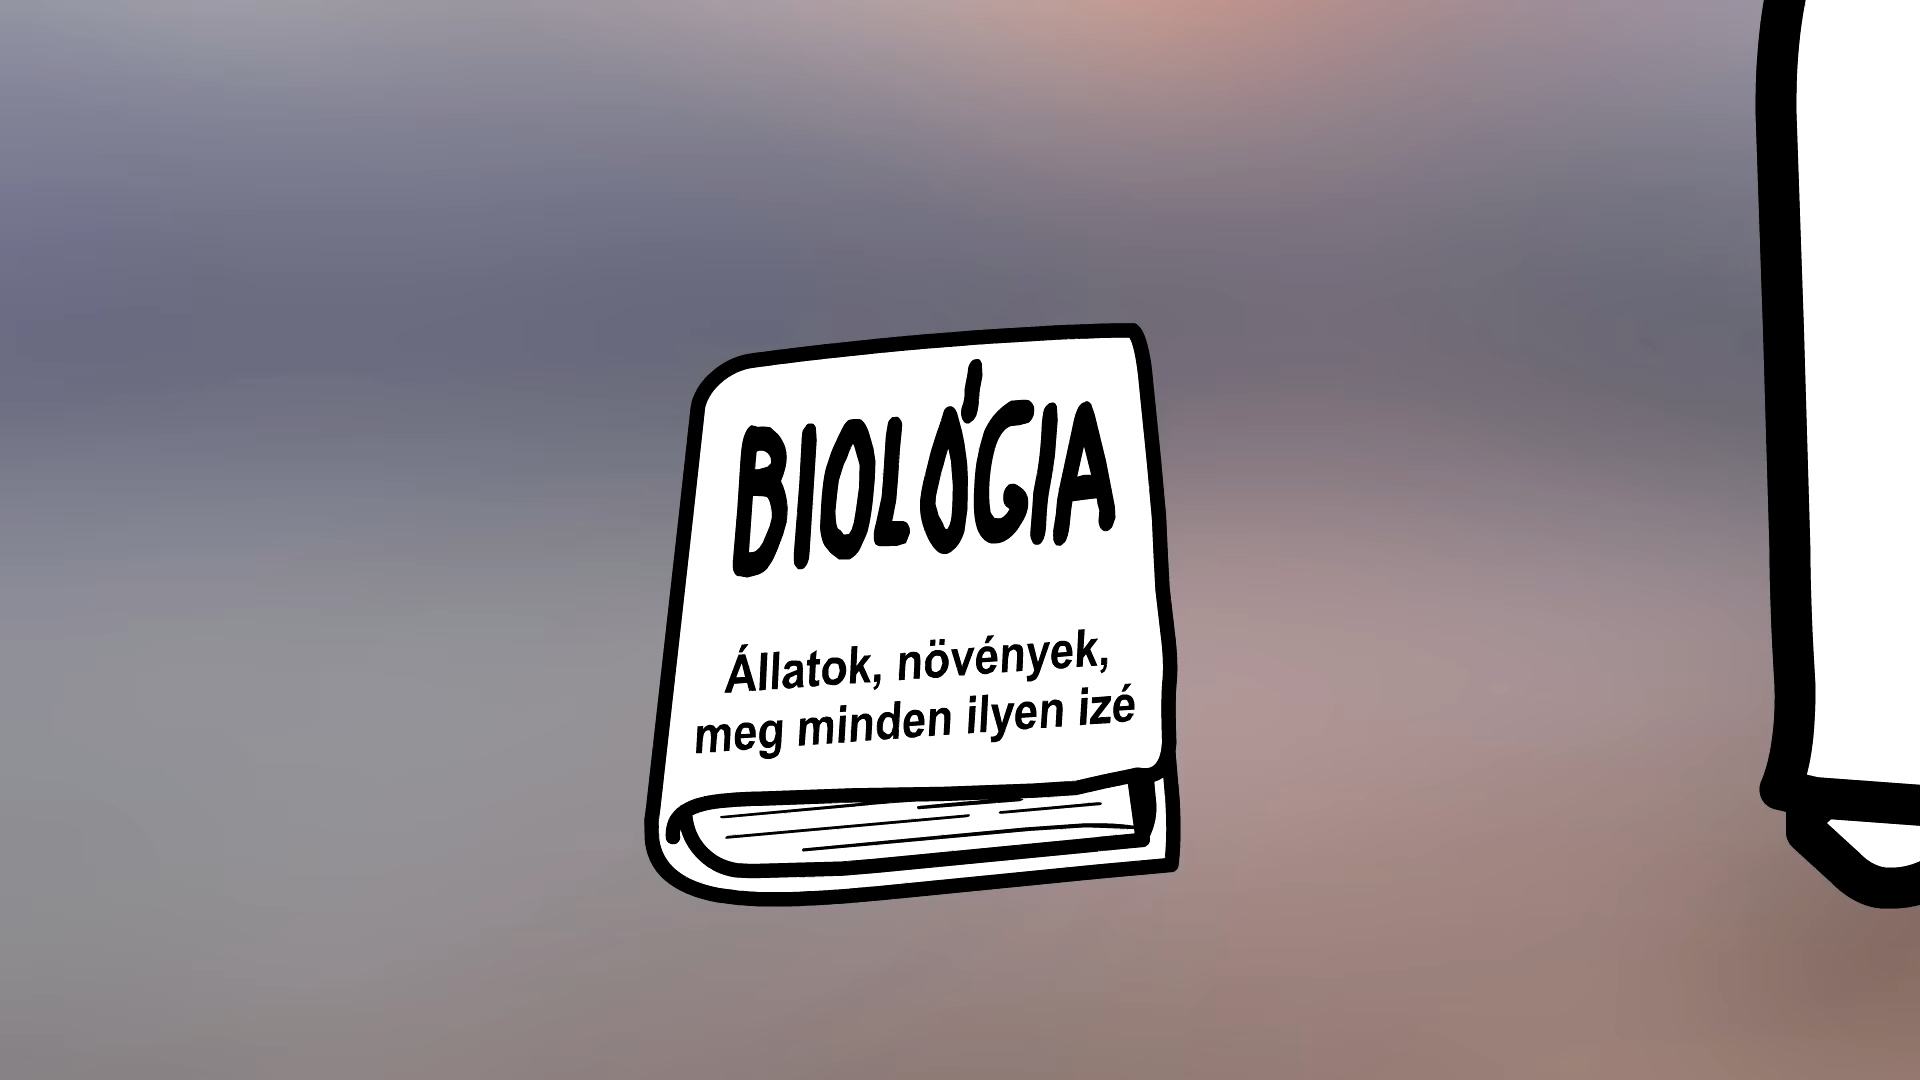 BIOLÓGIA
Állatok, növények,
meg minden ilyen izé